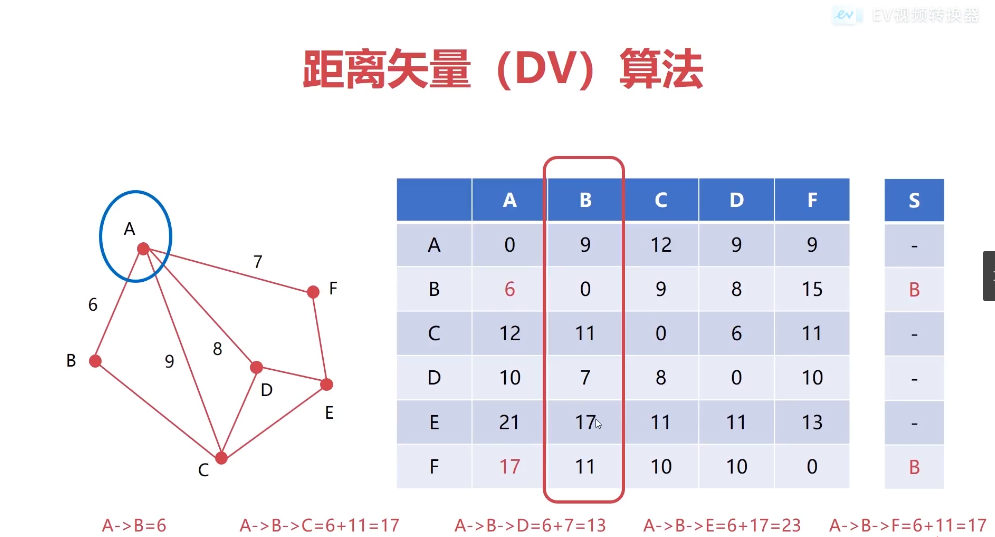 EV视频转换器
距离矢量（DV）算法
A
7
F
6
8
B
9
D
E
C
A B C D F S
A 0 9 12 9 9 -
B 6 0 9 8 15 B
C 12 11 0 6 11 -
D 10 7 8 0 10 -
E 21 17 11 11 13 -
F 17 11 10 10 0 B
A->B=6 A->B->C=6+11=17 A->B->D=6+7=13 A->B->E=6+17=23 A->B->F=6+11=17